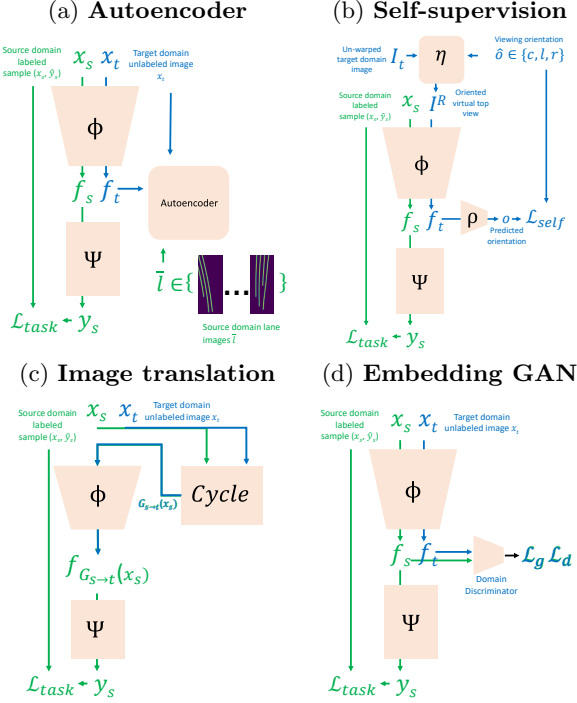 (a) Autoencoder
Source domain
labeled
sample (x_s, ŷ_s)
x_s x_t
Target domain
unlabeled image
x_t
ϕ
f_s f_t
Autoencoder
Ψ
l̅ ∈ { ... }
Source domain lane
images l̅
ℒ_task y_s
(b) Self-supervision
Un-warped
target domain
image
I_t
η
Viewing orientation
ô ∈ {c, l, r}
Source domain
labeled
sample (x_s, ŷ_s)
x_s I^R
Oriented
virtual top
view
ϕ
f_s f_t
ρ
o
ℒ_self
Predicted
orientation
Ψ
ℒ_task y_s
(c) Image translation
Source domain
labeled
sample (x_s, ŷ_s)
x_s x_t
Target domain
unlabeled image x_t
ϕ
G_{s→t}(x_s)
Cycle
f_{G_{s→t}(x_s)}
Ψ
ℒ_task y_s
(d) Embedding GAN
Source domain
labeled
sample (x_s, ŷ_s)
x_s x_t
Target domain
unlabeled image x_t
ϕ
f_s f_t
ℒ_g ℒ_d
Domain
Discriminator
Ψ
ℒ_task y_s